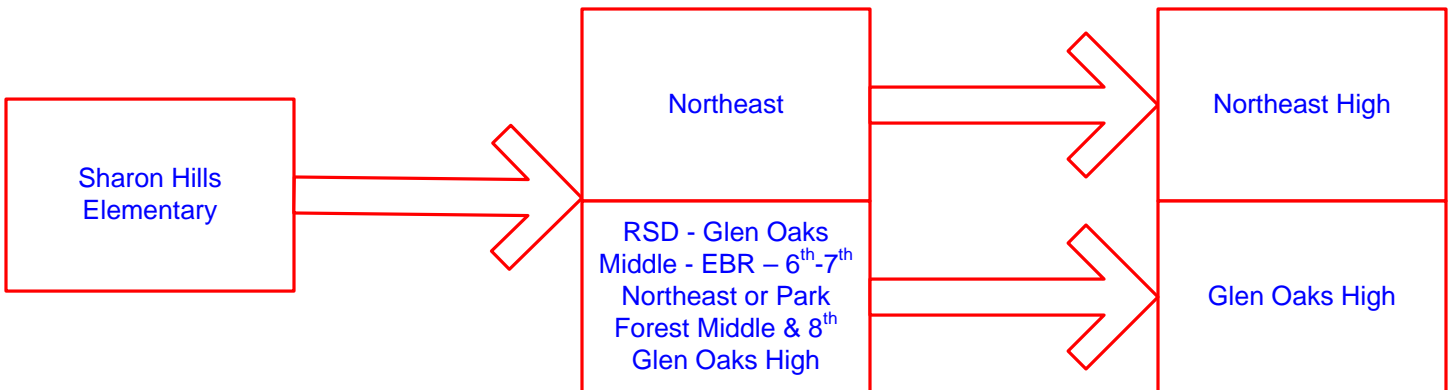 Sharon Hills
Elementary
Northeast
RSD - Glen Oaks
Middle - EBR – 6th-7th
Northeast or Park
Forest Middle & 8th
Glen Oaks High
Northeast High
Glen Oaks High